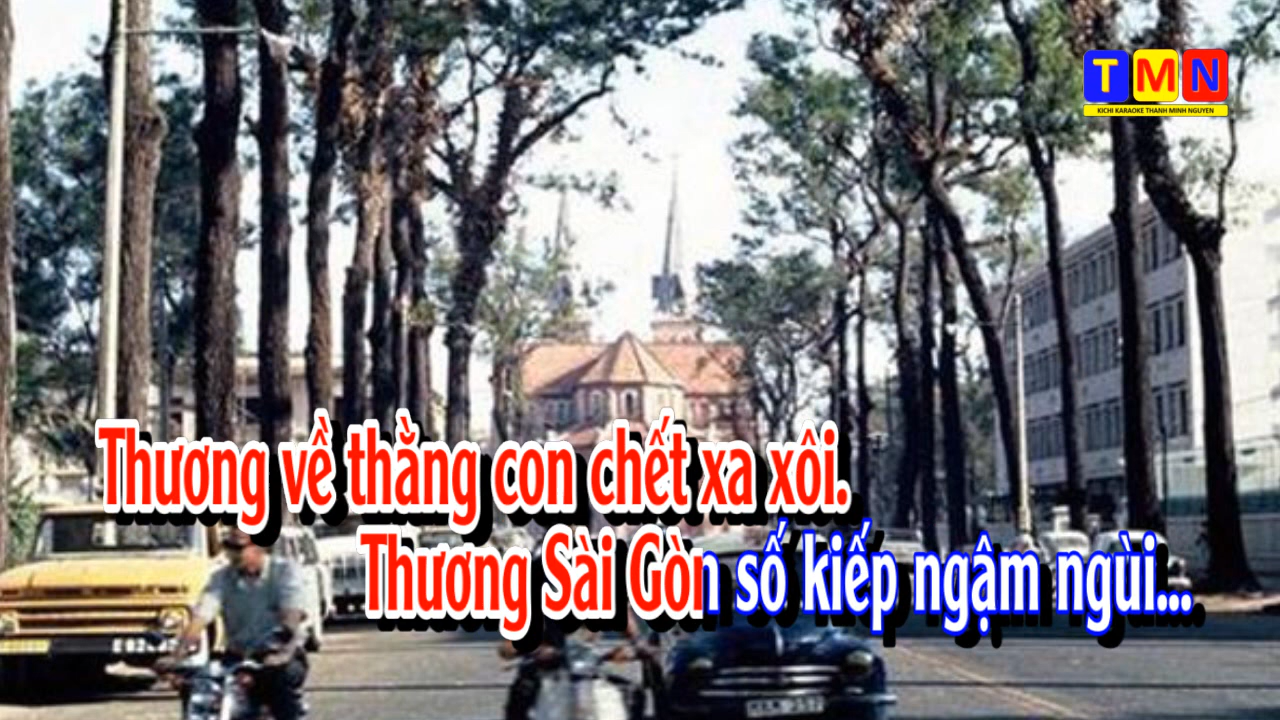 TMN
KICHI KARAOKE THANH MINH NGUYEN
Thương về thằng con chết xa xôi.
Thương Sài Gòn số kiếp ngậm ngùi...